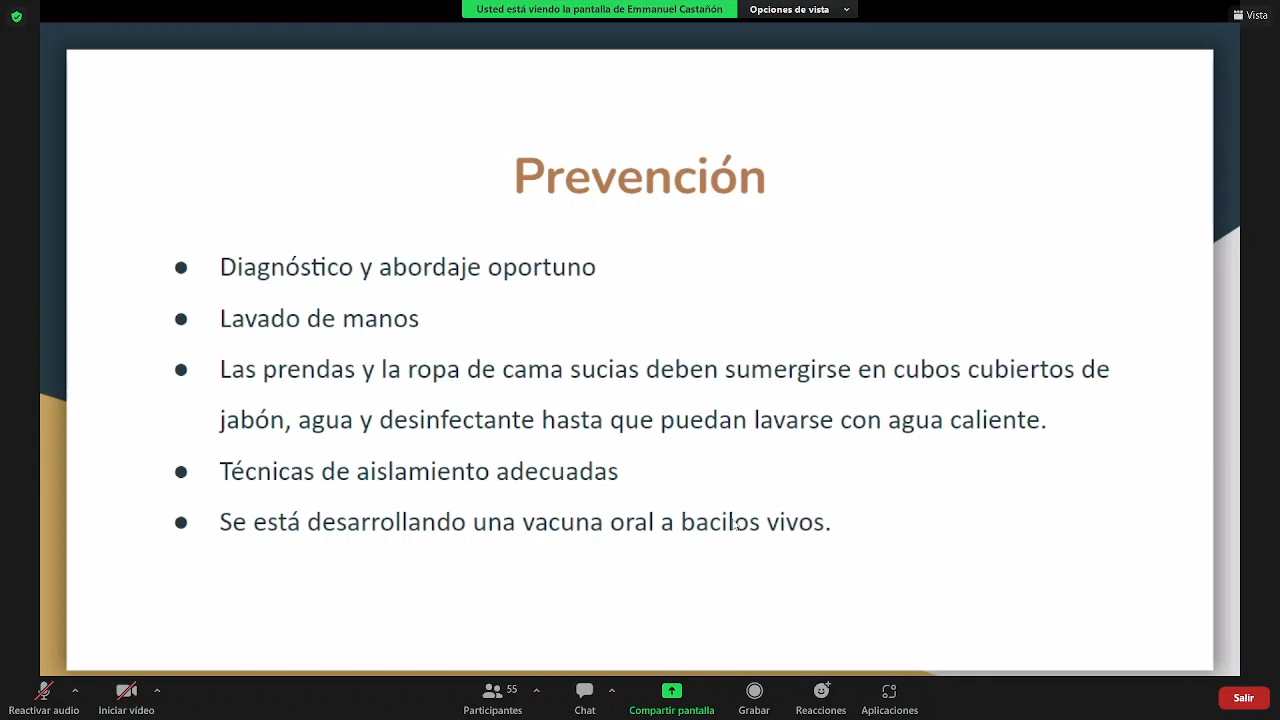 Usted está viendo la pantalla de Emmanuel Castañón
Opciones de vista
Vista
Prevención
● Diagnóstico y abordaje oportuno
● Lavado de manos
● Las prendas y la ropa de cama sucias deben sumergirse en cubos cubiertos de
jabón, agua y desinfectante hasta que puedan lavarse con agua caliente.
● Técnicas de aislamiento adecuadas
● Se está desarrollando una vacuna oral a bacilos vivos.
55
Reactivar audio
Iniciar vídeo
Participantes
Chat
Compartir pantalla
Grabar
Reacciones
Aplicaciones
Salir